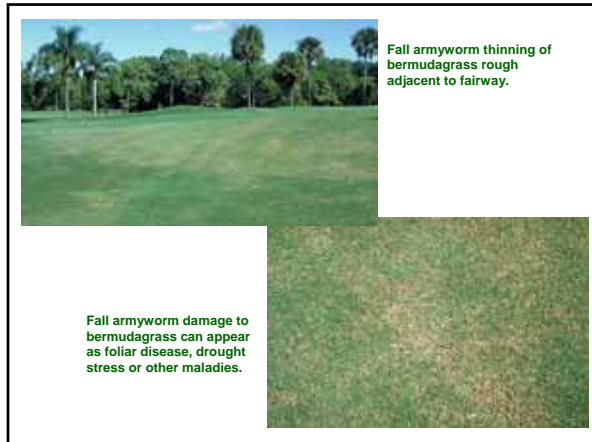 Fall armyworm thinning of
bermudagrass rough
adjacent to fairway.
Fall armyworm damage to
bermudagrass can appear
as foliar disease, drought
stress or other maladies.